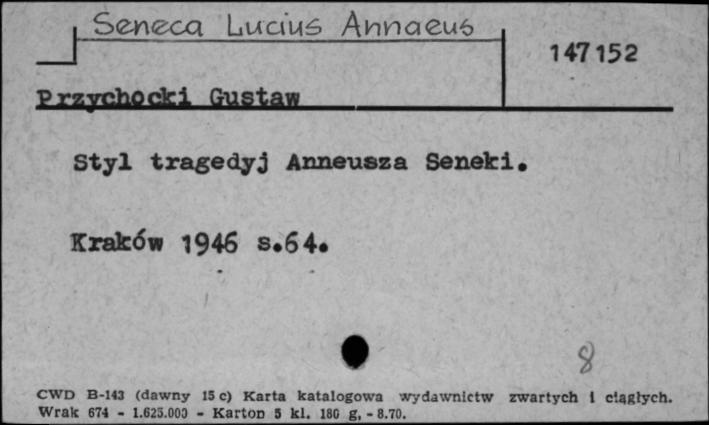 Seneca Lucius Annaeus
147152
Przychocki Gustaw
Styl tragedyj Anneusza Seneki.
Kraków 1946 s.64.
8
CWD B-143 (dawny 15 c) Karta katalogowa wydawnictw zwartych i ciągłych.
Wrak 674 - 1.625.000 - Karton 5 kl. 180 g, - 8.70.